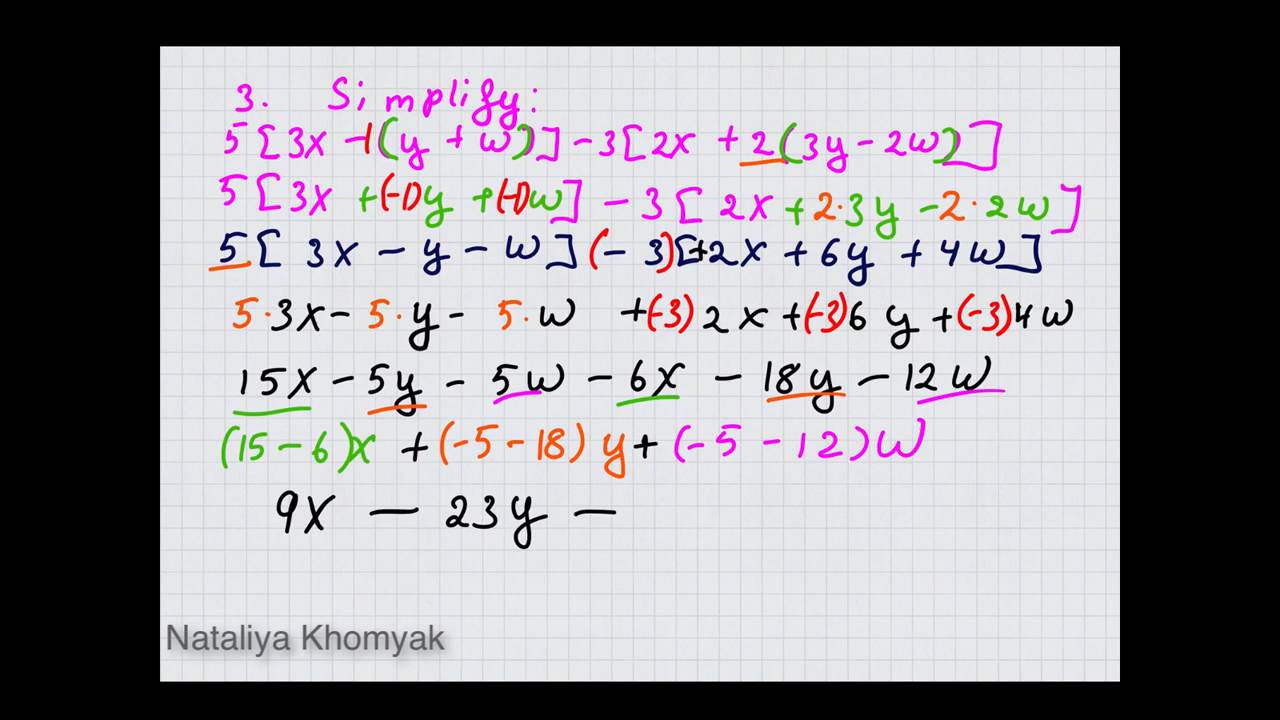 3. Simplify:
5[3x -1(y + w)] - 3[2x + 2(3y - 2w)]
5[3x +(-1)y +(-1)w] - 3[2x + 2·3y - 2·2w]
5[3x - y - w](-3)[+2x + 6y + 4w]
5·3x - 5·y - 5·w +(-3)2x +(-3)6y +(-3)4w
15x - 5y - 5w - 6x - 18y - 12w
(15 - 6)x + (-5 - 18)y + (-5 - 12)w
9x - 23y -
Nataliya Khomyak